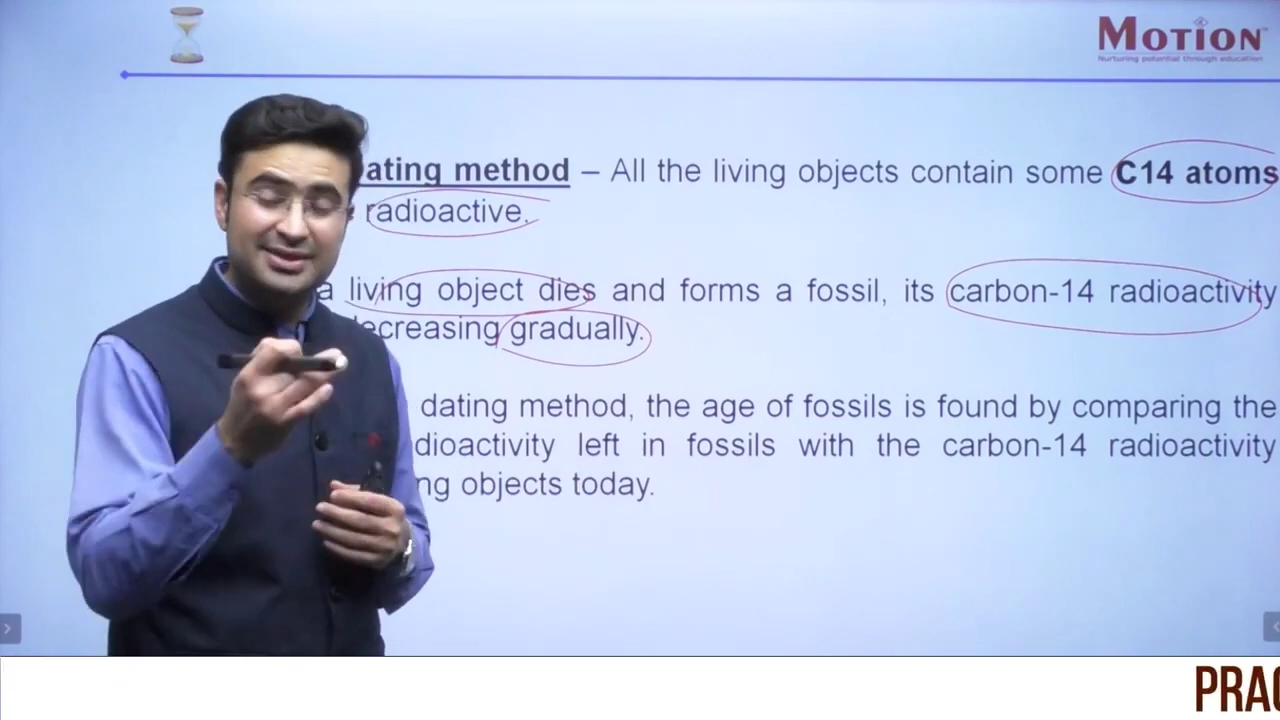 MOTION
Nurturing potential through education
ating method – All the living objects contain some C14 atoms
radioactive.
a living object dies and forms a fossil, its carbon-14 radioactivity
decreasing gradually.
dating method, the age of fossils is found by comparing the
dioactivity left in fossils with the carbon-14 radioactivity
ng objects today.
PRAC